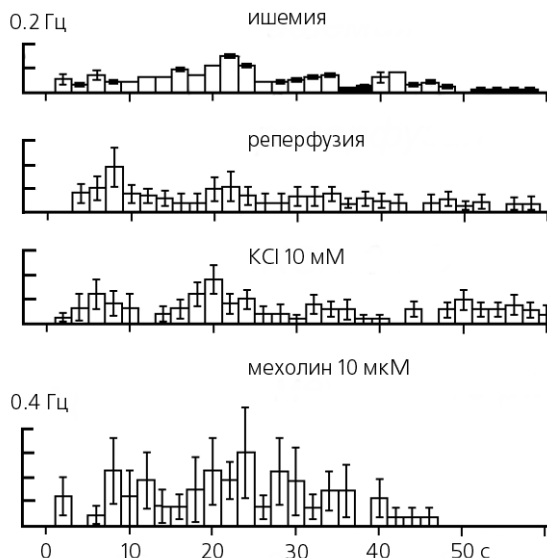 ишемия
0.2 Гц
реперфузия
KCl 10 мМ
мехолин 10 мкМ
0.4 Гц
0 10 20 30 40 50 с